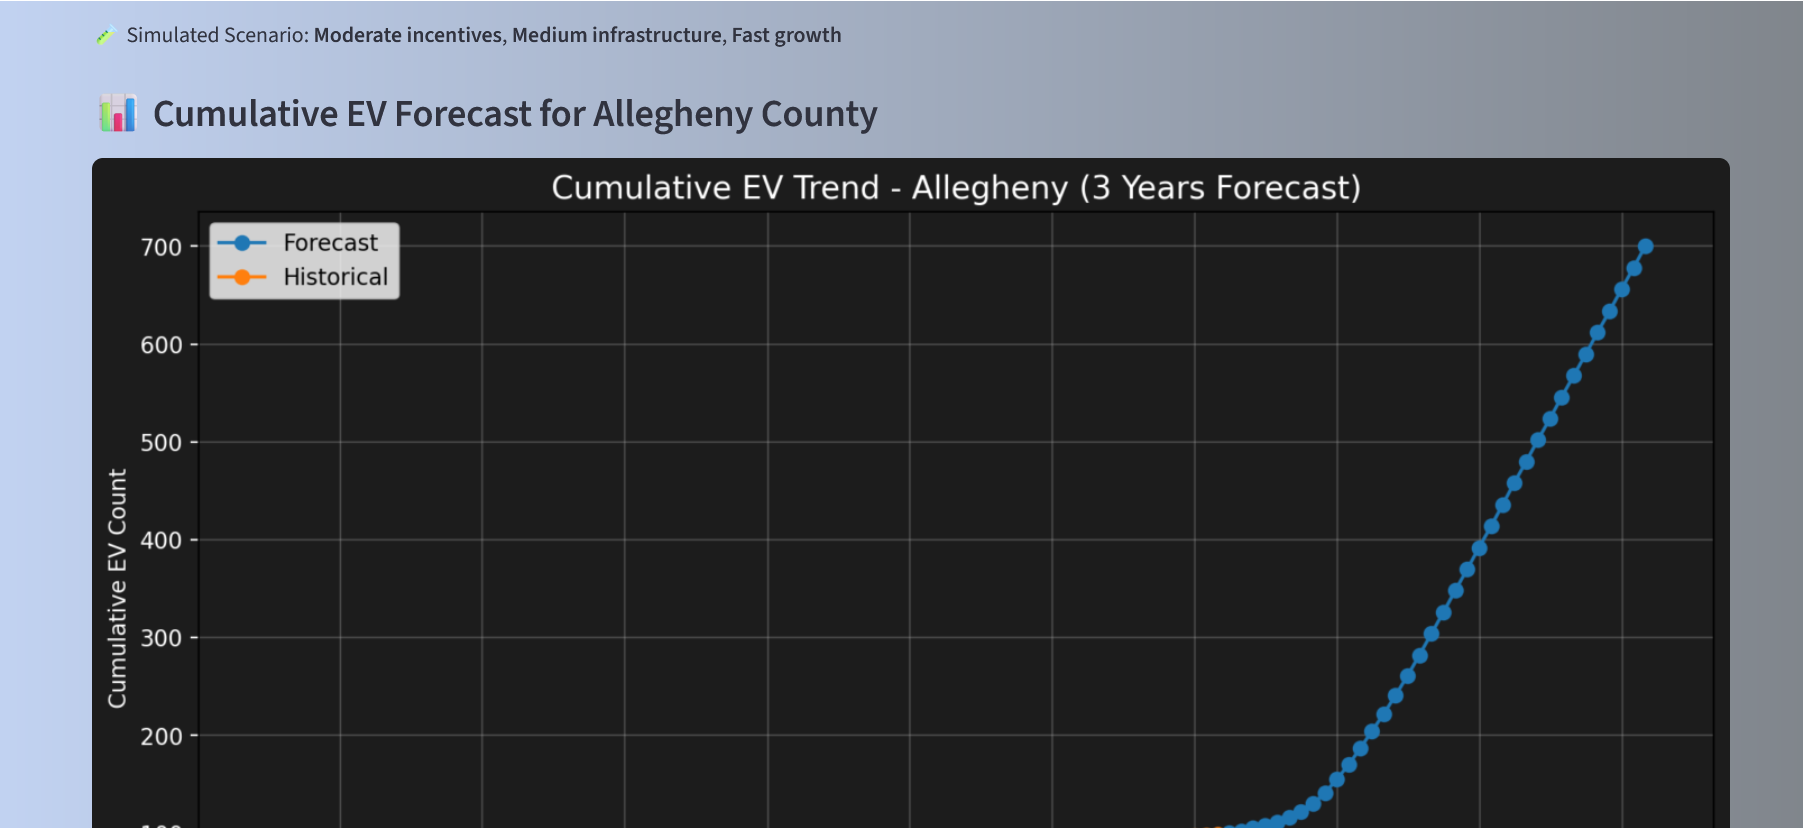 Simulated Scenario: Moderate incentives, Medium infrastructure, Fast growth
Cumulative EV Forecast for Allegheny County
Cumulative EV Trend - Allegheny (3 Years Forecast)
Forecast
Historical
700
600
500
400
300
200
Cumulative EV Count